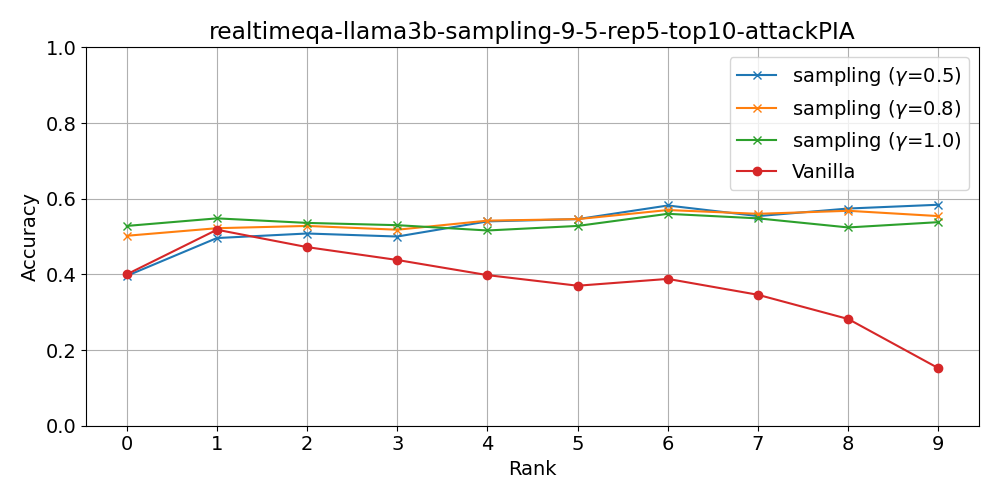 realtimeqa-llama3b-sampling-9-5-rep5-top10-attackPIA
1.0
0.8
0.6
0.4
0.2
0.0
Accuracy
sampling (γ=0.5)
sampling (γ=0.8)
sampling (γ=1.0)
Vanilla
0 1 2 3 4 5 6 7 8 9
Rank